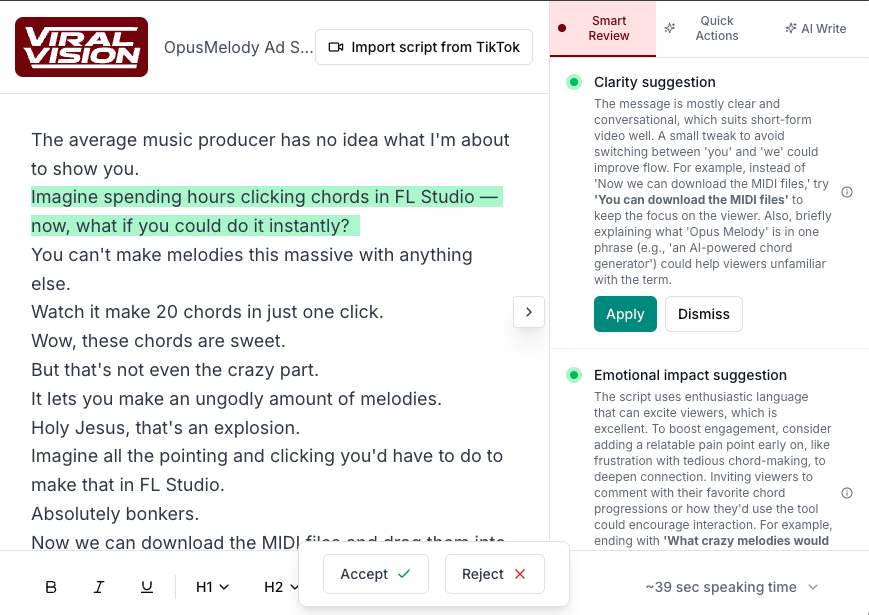 VIRAL
VISION
OpusMelody Ad S...
Import script from TikTok
Smart
Review
Quick
Actions
AI Write
The average music producer has no idea what I'm about
to show you.
Imagine spending hours clicking chords in FL Studio —
now, what if you could do it instantly?
You can't make melodies this massive with anything
else.
Watch it make 20 chords in just one click.
Wow, these chords are sweet.
But that's not even the crazy part.
It lets you make an ungodly amount of melodies.
Holy Jesus, that's an explosion.
Imagine all the pointing and clicking you'd have to do to
make that in FL Studio.
Absolutely bonkers.
Now we can download the MIDI files and drag them into
Clarity suggestion
The message is mostly clear and
conversational, which suits short-form
video well. A small tweak to avoid
switching between 'you' and 'we' could
improve flow. For example, instead of
'Now we can download the MIDI files,' try
'You can download the MIDI files' to
keep the focus on the viewer. Also, briefly
explaining what 'Opus Melody' is in one
phrase (e.g., 'an AI-powered chord
generator') could help viewers unfamiliar
with the term.
Apply
Dismiss
Emotional impact suggestion
The script uses enthusiastic language
that can excite viewers, which is
excellent. To boost engagement, consider
adding a relatable pain point early on, like
frustration with tedious chord-making, to
deepen connection. Inviting viewers to
comment with their favorite chord
progressions or how they'd use the tool
could encourage interaction. For example,
ending with 'What crazy melodies would
B
I
U
H1
H2
Accept
Reject
~39 sec speaking time